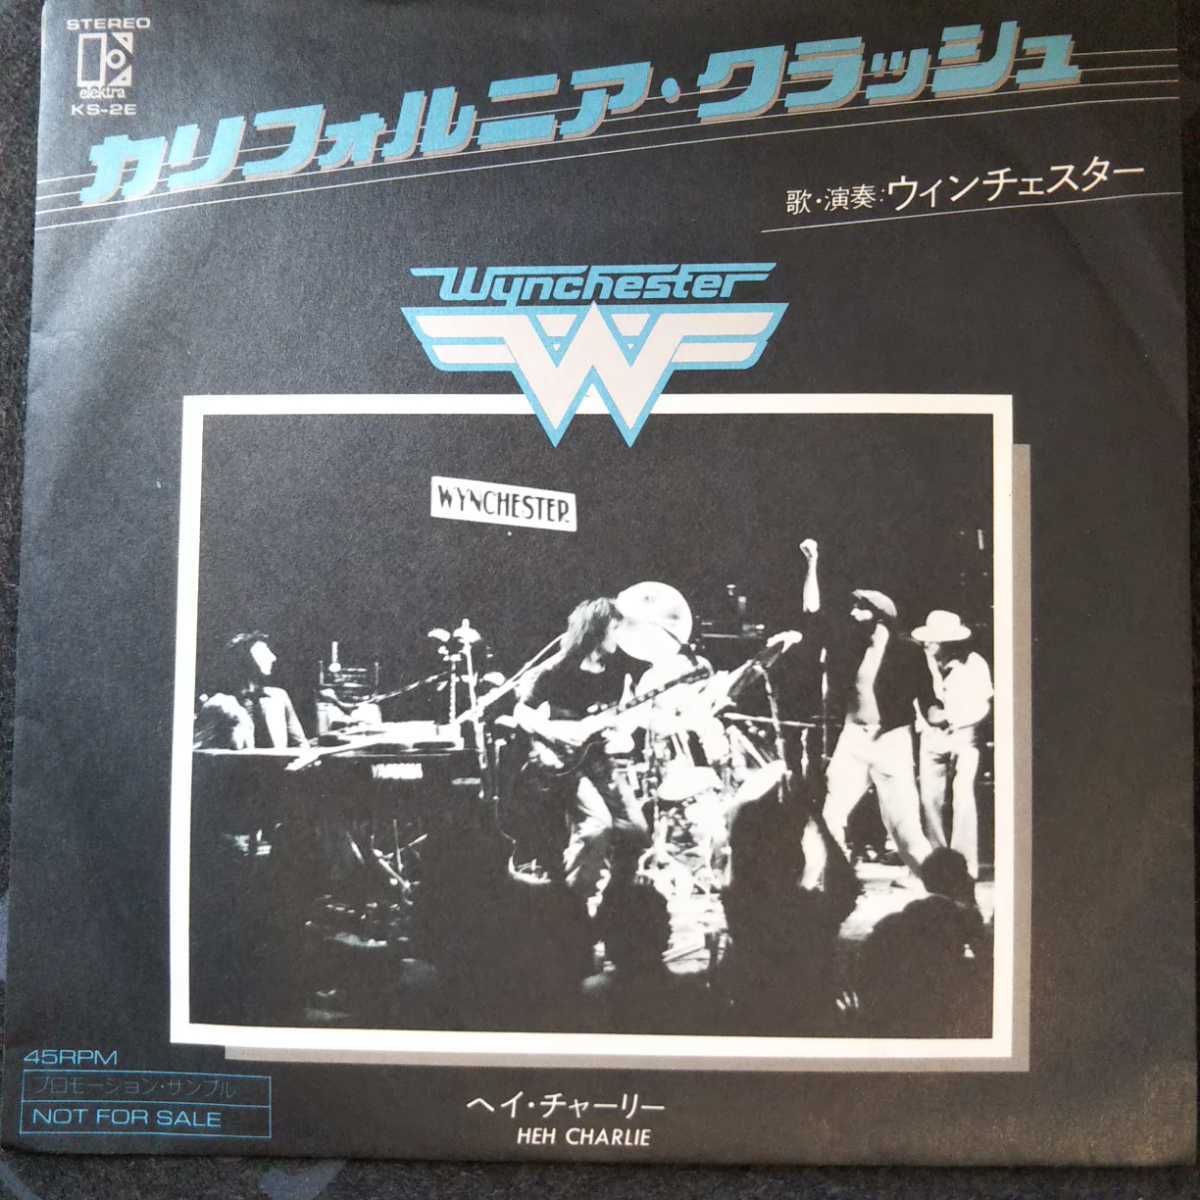 STEREO
elektra
KS-2E
カリフォルニア・クラッシュ
歌・演奏:ウィンチェスター
Wynchester
W
WYNCHESTER
YAMAHA
45RPM
プロモーション・サンプル
NOT FOR SALE
ヘイ・チャーリー
HEH CHARLIE